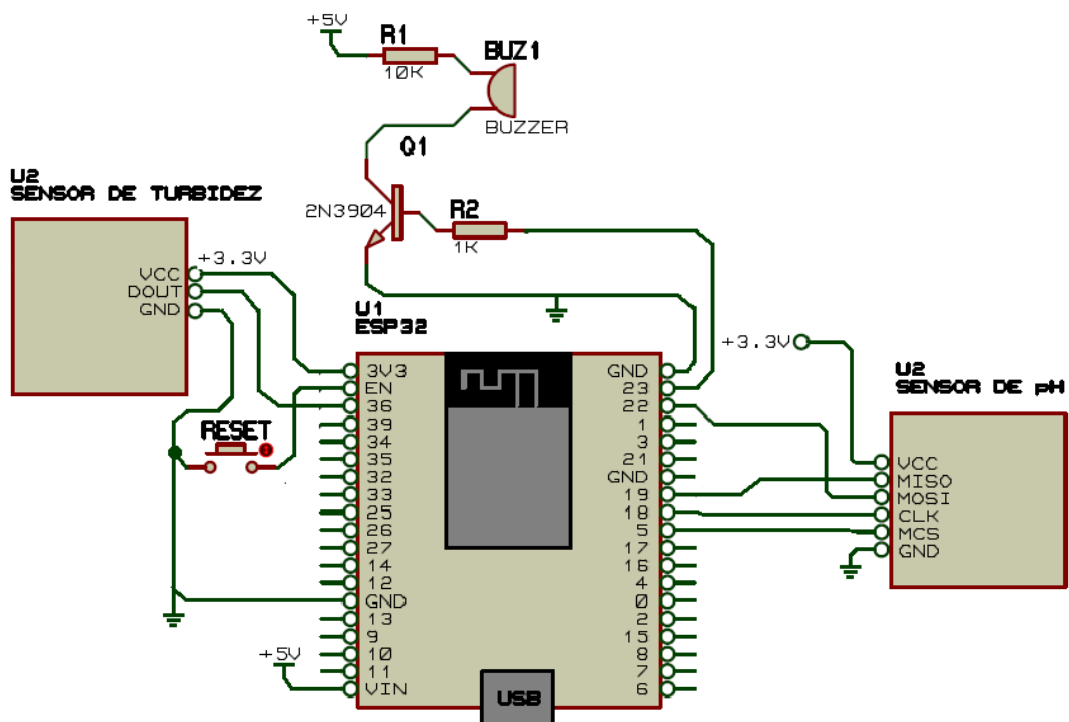 +5V
R1
10K
BUZ1
BUZZER
Q1
2N3904
R2
1K
U2
SENSOR DE TURBIDEZ
+3.3V
VCC
DOUT
GND
RESET
U1
ESP32
3V3
EN
36
39
34
35
32
33
25
26
27
14
12
GND
13
9
10
11
VIN
+5V
GND
23
22
1
3
21
GND
19
18
5
17
16
4
0
2
15
8
7
6
USB
+3.3V
U2
SENSOR DE pH
VCC
MISO
MOSI
CLK
MCS
GND